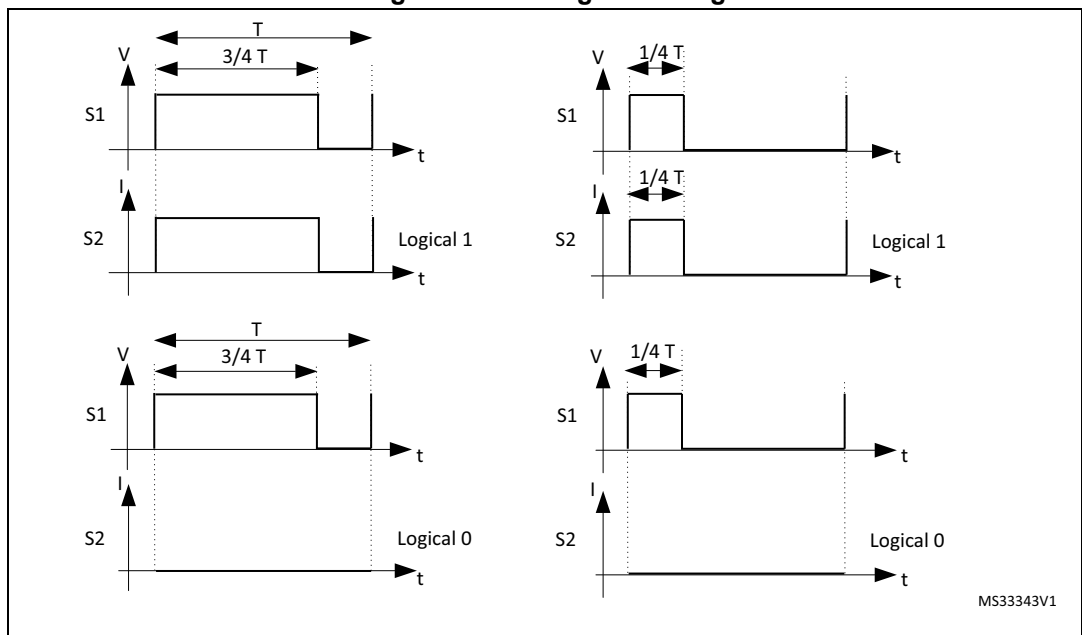 T
3/4 T
V
S1
t
I
S2
Logical 1
t
1/4 T
V
S1
t
1/4 T
I
S2
Logical 1
t
T
3/4 T
V
S1
t
I
S2
Logical 0
t
1/4 T
V
S1
t
I
S2
Logical 0
t
MS33343V1